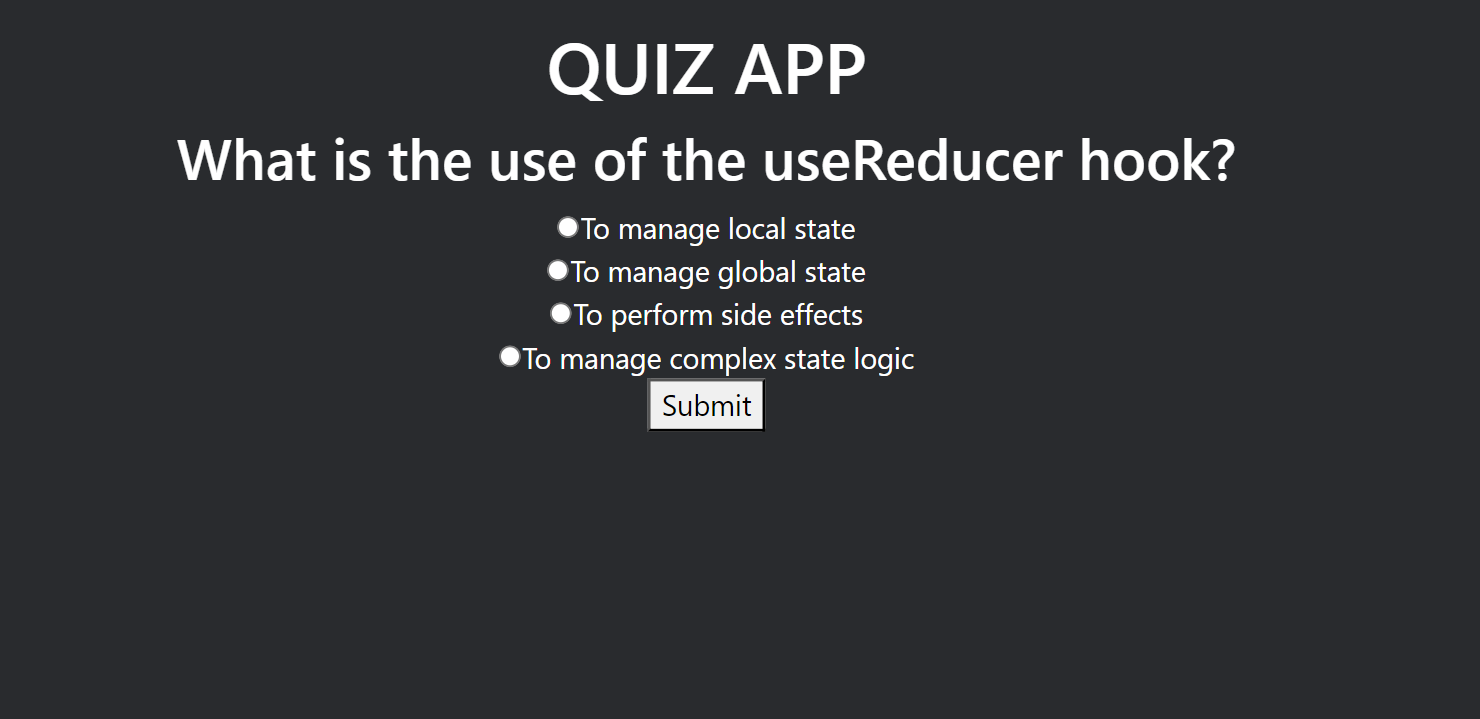 QUIZ APP
What is the use of the useReducer hook?
To manage local state
To manage global state
To perform side effects
To manage complex state logic
Submit